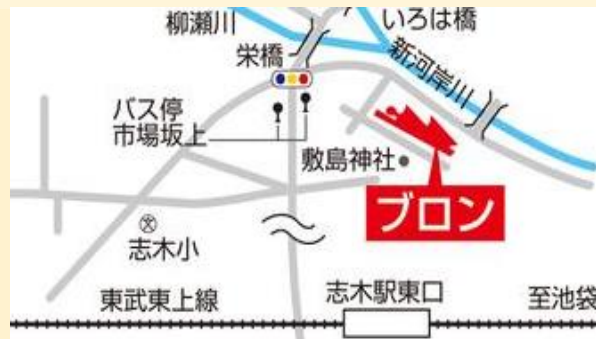 柳瀬川
いろは橋
栄橋
新河岸川
バス停
市場坂上
敷島神社
ブロン
文
志木小
東武東上線
志木駅東口
至池袋